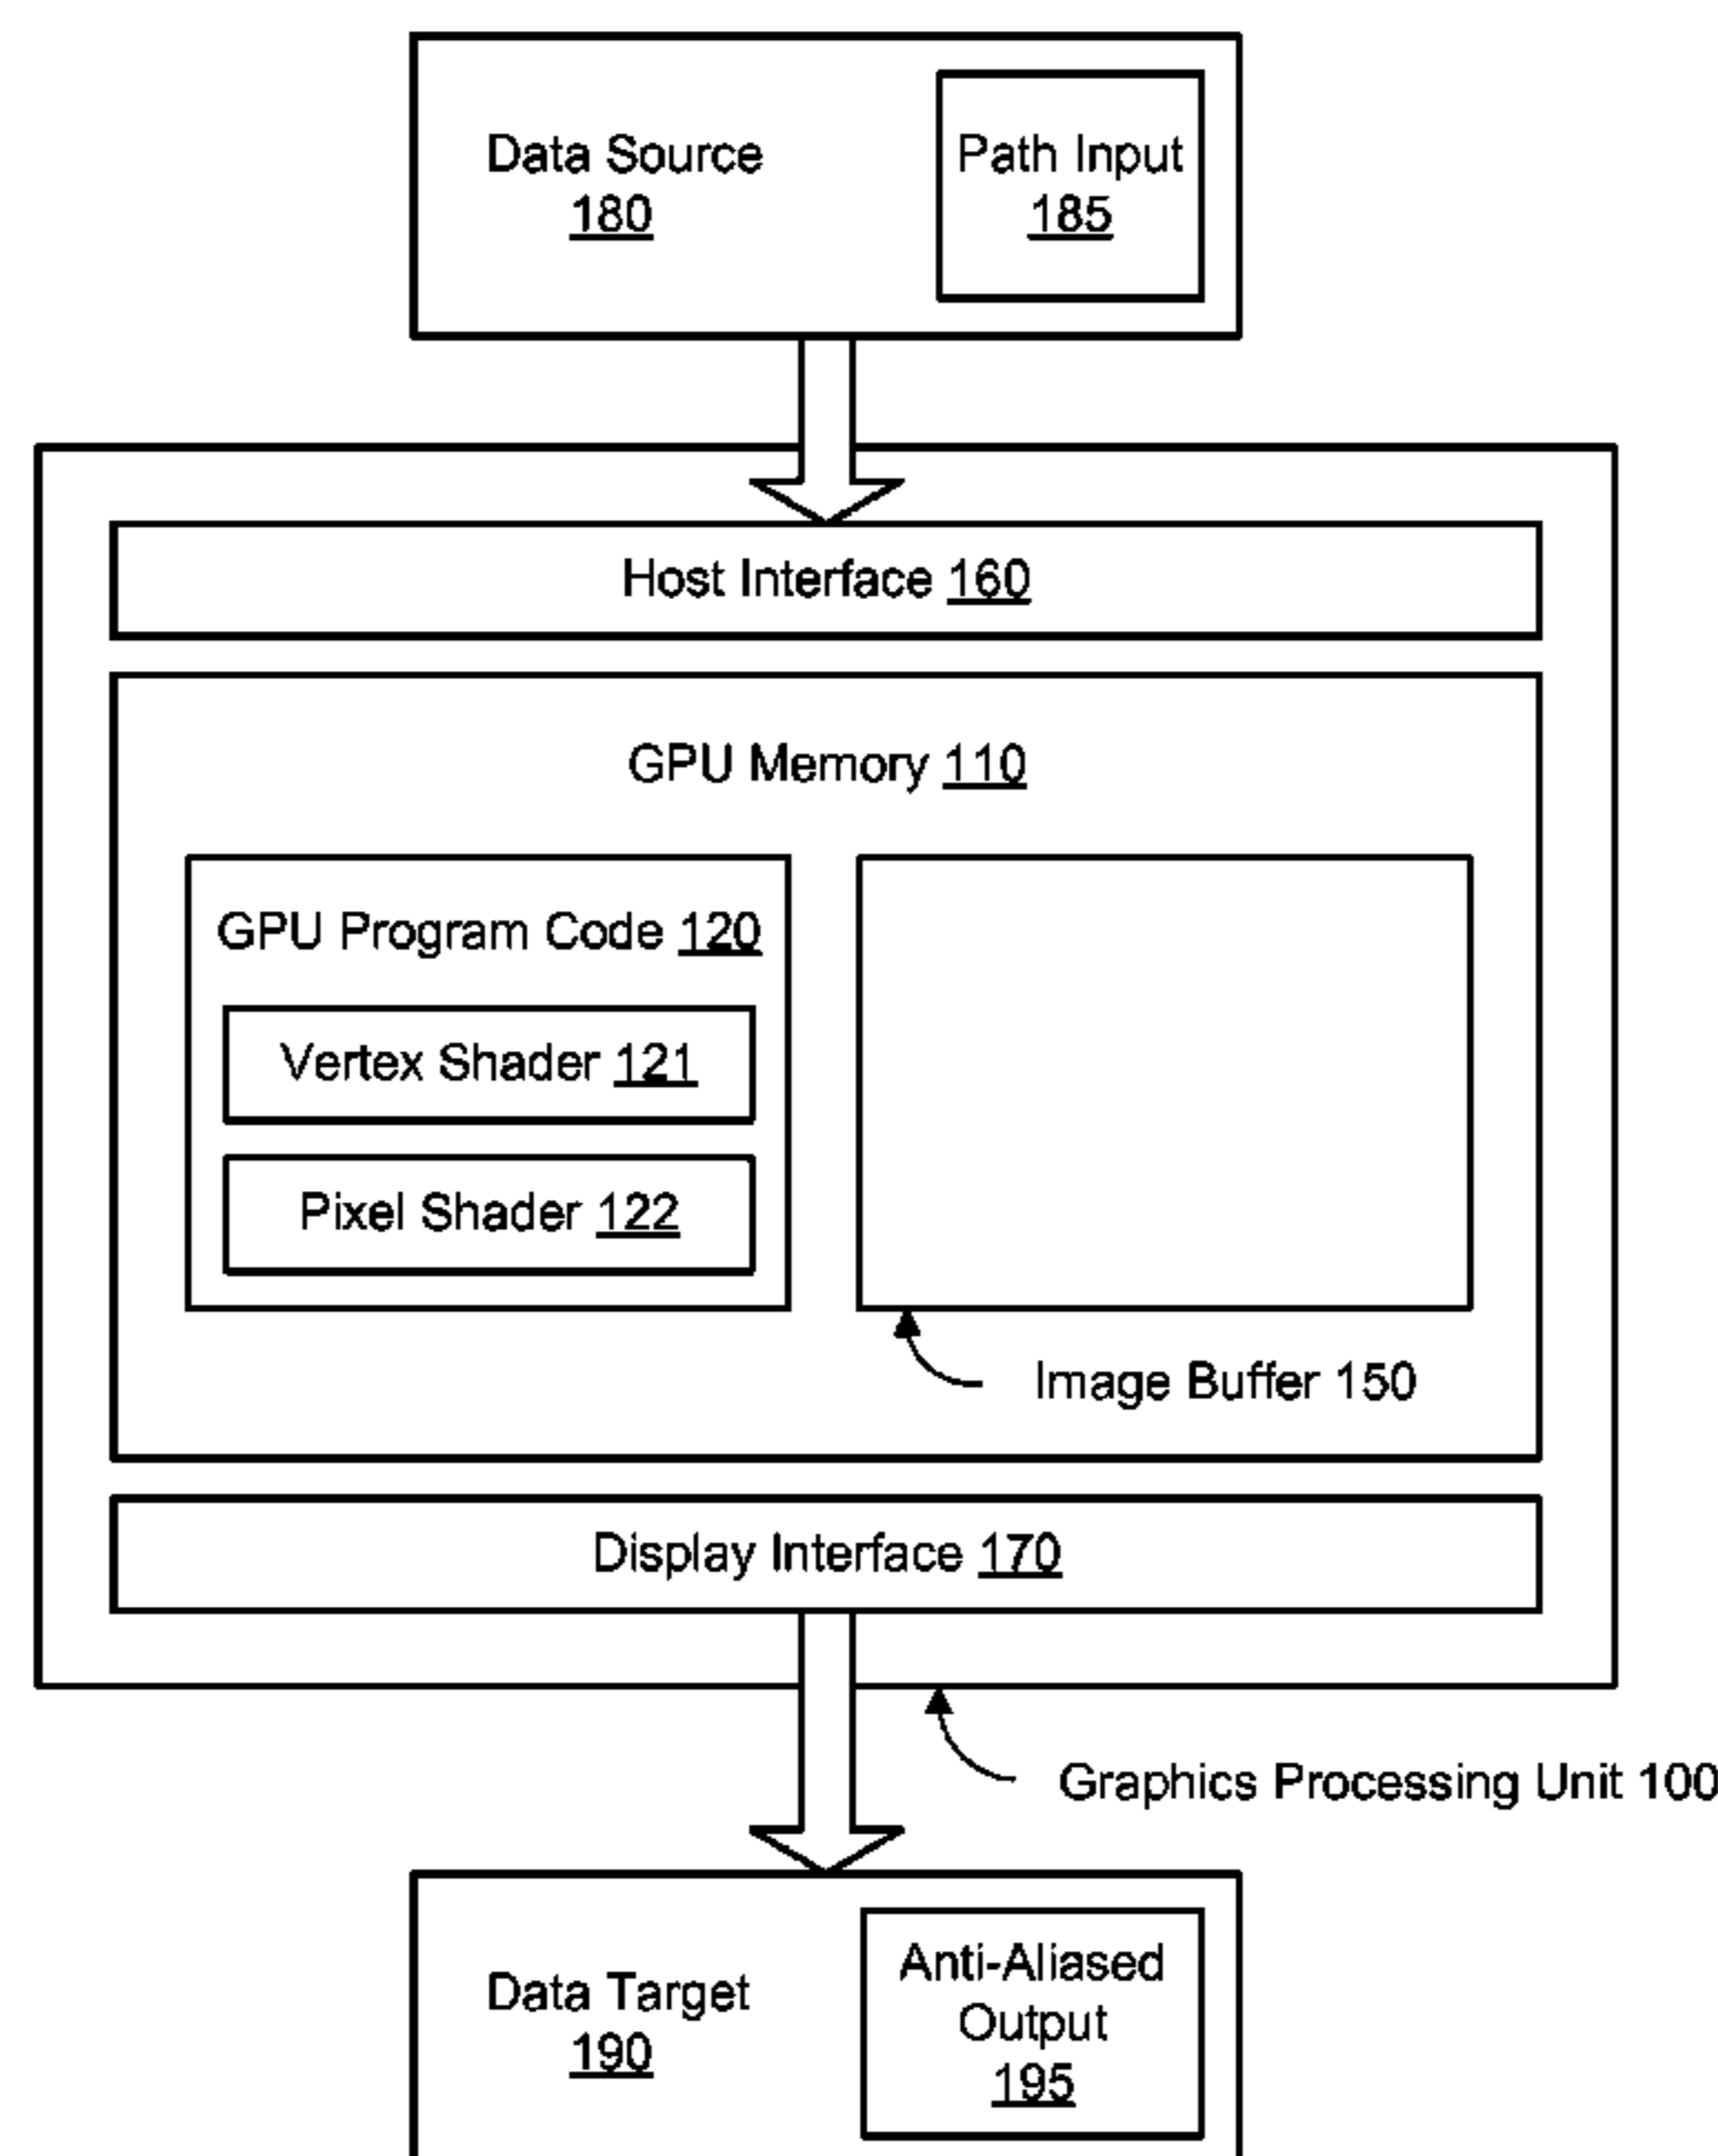 Data Source
180
Path Input
185
Host Interface 160
GPU Memory 110
GPU Program Code 120
Vertex Shader 121
Pixel Shader 122
Image Buffer 150
Display Interface 170
Graphics Processing Unit 100
Data Target
190
Anti-Aliased
Output
195